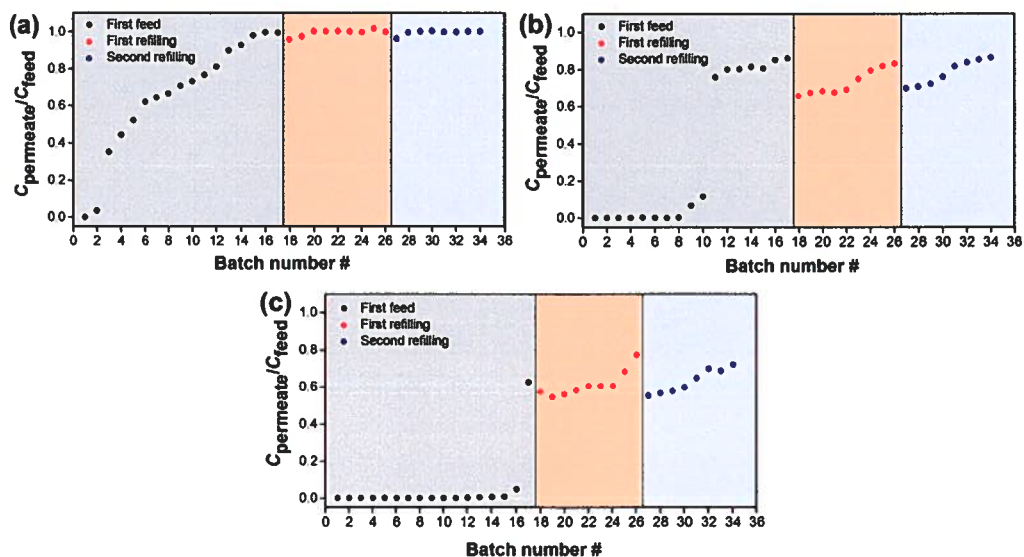 (a)
First feed
First refilling
Second refilling
1.0
0.8
0.6
0.4
0.2
0.0
Cpermeate/Cfeed
0 2 4 6 8 10 12 14 16 18 20 22 24 26 28 30 32 34 36
Batch number #
(b)
First feed
First refilling
Second refilling
1.0
0.8
0.6
0.4
0.2
0.0
Cpermeate/Cfeed
0 2 4 6 8 10 12 14 16 18 20 22 24 26 28 30 32 34 36
Batch number #
(c)
First feed
First refilling
Second refilling
1.0
0.8
0.6
0.4
0.2
0.0
Cpermeate/Cfeed
0 2 4 6 8 10 12 14 16 18 20 22 24 26 28 30 32 34 36
Batch number #